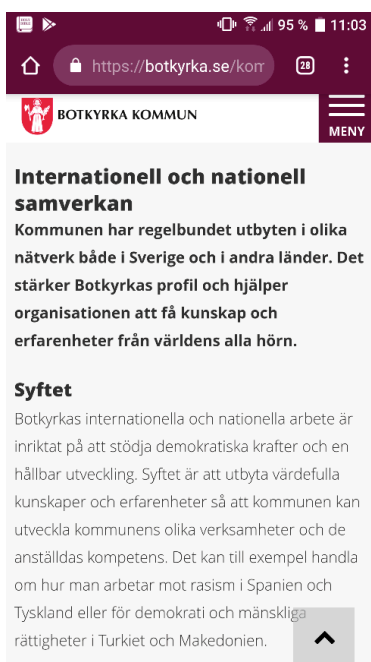 95 % 11:03
https://botkyrka.se/kom
28
BOTKYRKA KOMMUN
MENY
Internationell och nationell
samverkan
Kommunen har regelbundet utbyten i olika
nätverk både i Sverige och i andra länder. Det
stärker Botkyrkas profil och hjälper
organisationen att få kunskap och
erfarenheter från världens alla hörn.
Syftet
Botkyrkas internationella och nationella arbete är
inriktat på att stödja demokratiska krafter och en
hållbar utveckling. Syftet är att utbyta värdefulla
kunskaper och erfarenheter så att kommunen kan
utveckla kommunens olika verksamheter och de
anställdas kompetens. Det kan till exempel handla
om hur man arbetar mot rasism i Spanien och
Tyskland eller för demokrati och mänskliga
rättigheter i Turkiet och Makedonien.